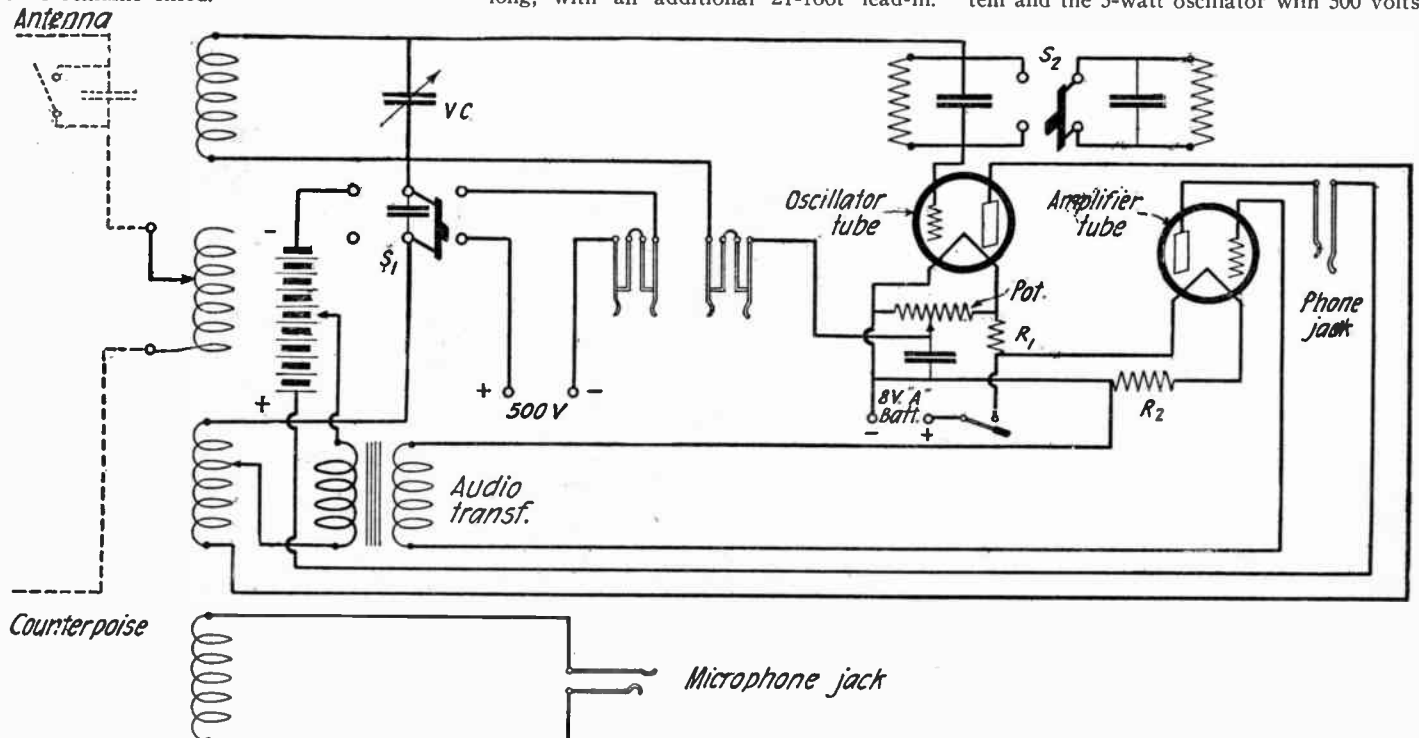 long, with an additional 21-foot lead-in.
and the 5-watt oscillator with 500 volts
Antenna
VC
S₂
Oscillator
tube
Amplifier
tube
-
S₁
Pot.
R₁
Phone
jack
+
+ 500V -
8V. "A"
Batt.
- +
R₂
Audio
transf.
Counterpoise
Microphone jack